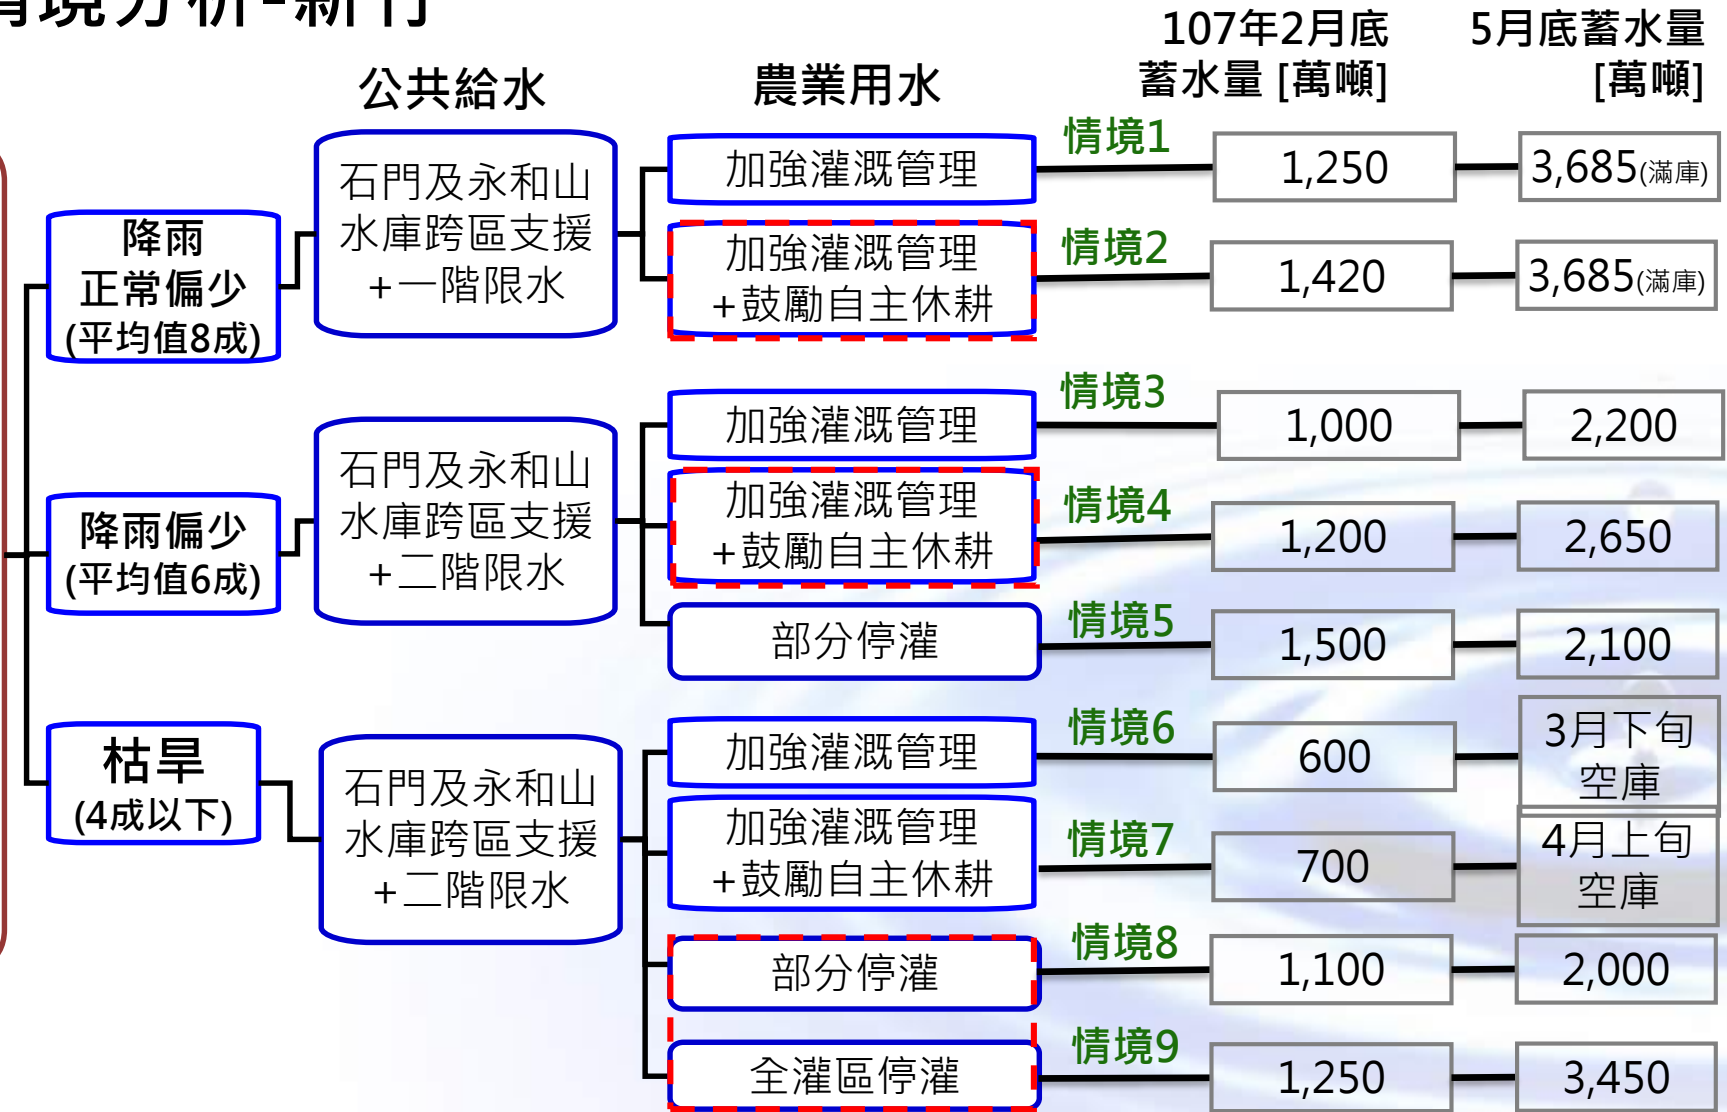 情境分析-新竹
公共給水
農業用水
107年2月底
蓄水量 [萬噸]
5月底蓄水量
[萬噸]
降雨
正常偏少
(平均值8成)
石門及永和山
水庫跨區支援
+一階限水
加強灌溉管理
情境1
1,250
3,685(滿庫)
加強灌溉管理
+鼓勵自主休耕
情境2
1,420
3,685(滿庫)
降雨偏少
(平均值6成)
石門及永和山
水庫跨區支援
+二階限水
加強灌溉管理
情境3
1,000
2,200
加強灌溉管理
+鼓勵自主休耕
情境4
1,200
2,650
部分停灌
情境5
1,500
2,100
枯旱
(4成以下)
石門及永和山
水庫跨區支援
+二階限水
加強灌溉管理
情境6
600
3月下旬
空庫
加強灌溉管理
+鼓勵自主休耕
情境7
700
4月上旬
空庫
部分停灌
情境8
1,100
2,000
全灌區停灌
情境9
1,250
3,450